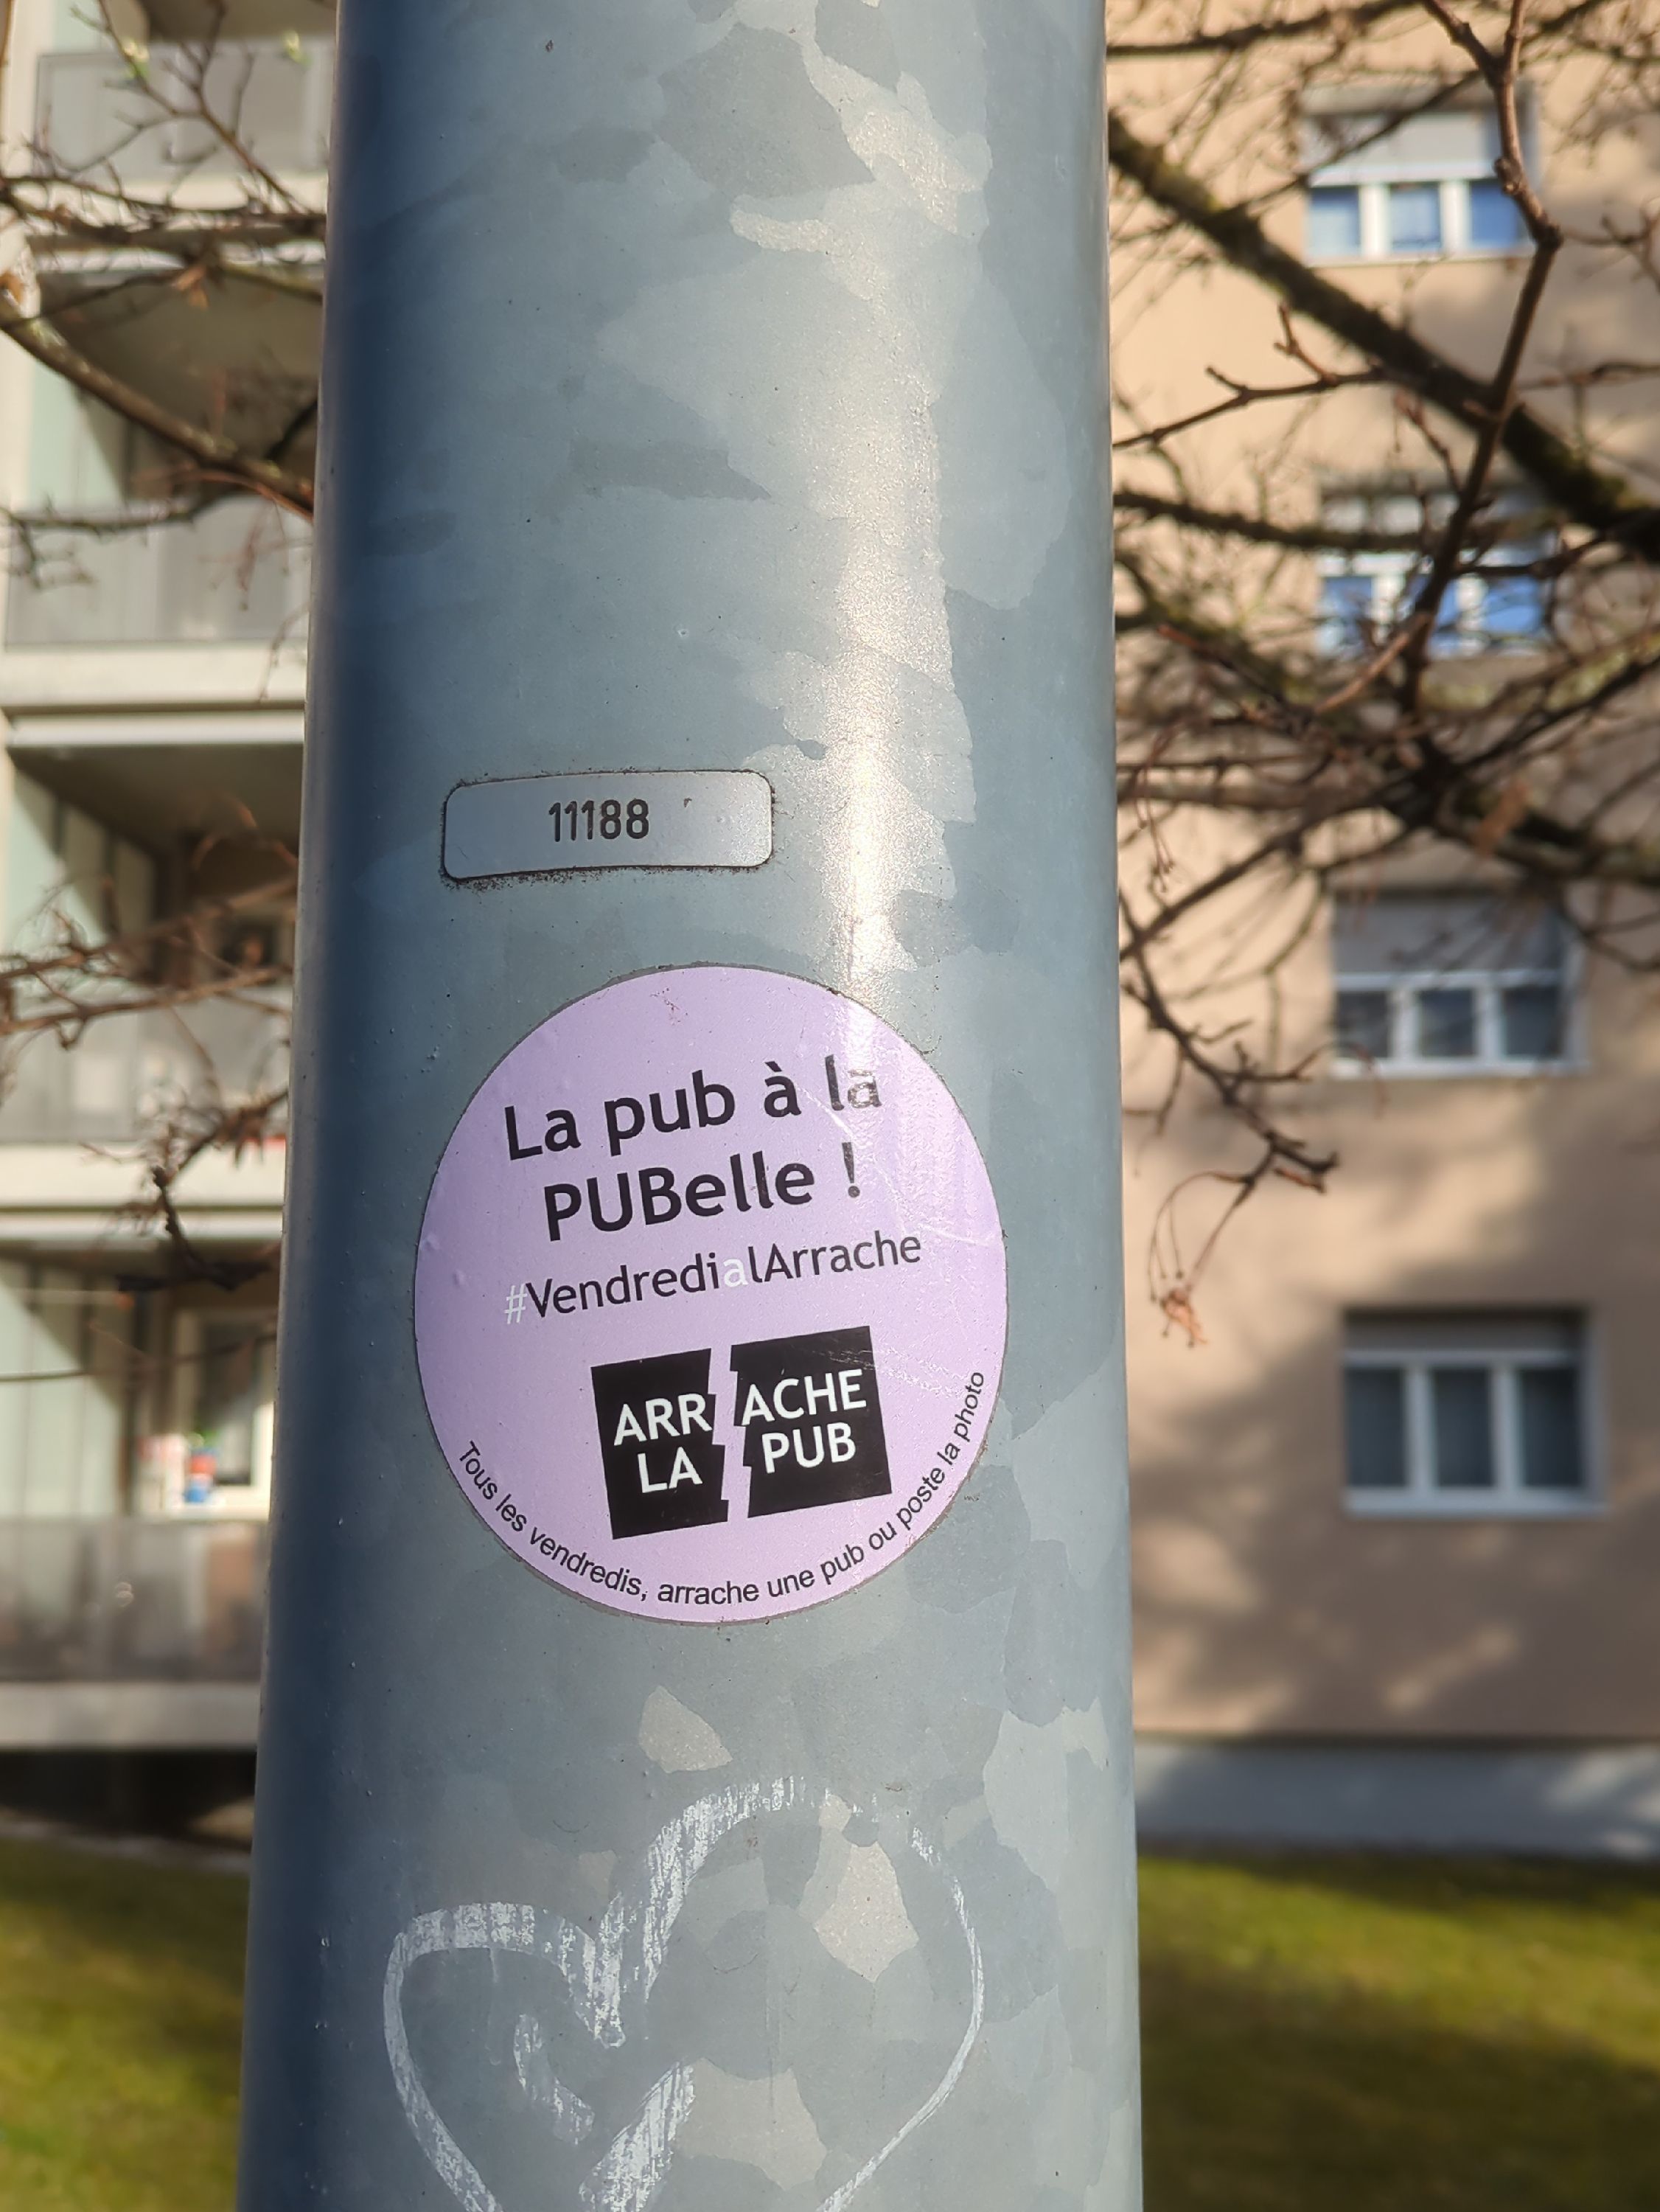 11188
La pub à la
PUBelle !
#VendredialArrache
ARRACHE
LA PUB
Tous les vendredis, arrache une pub ou poste la photo